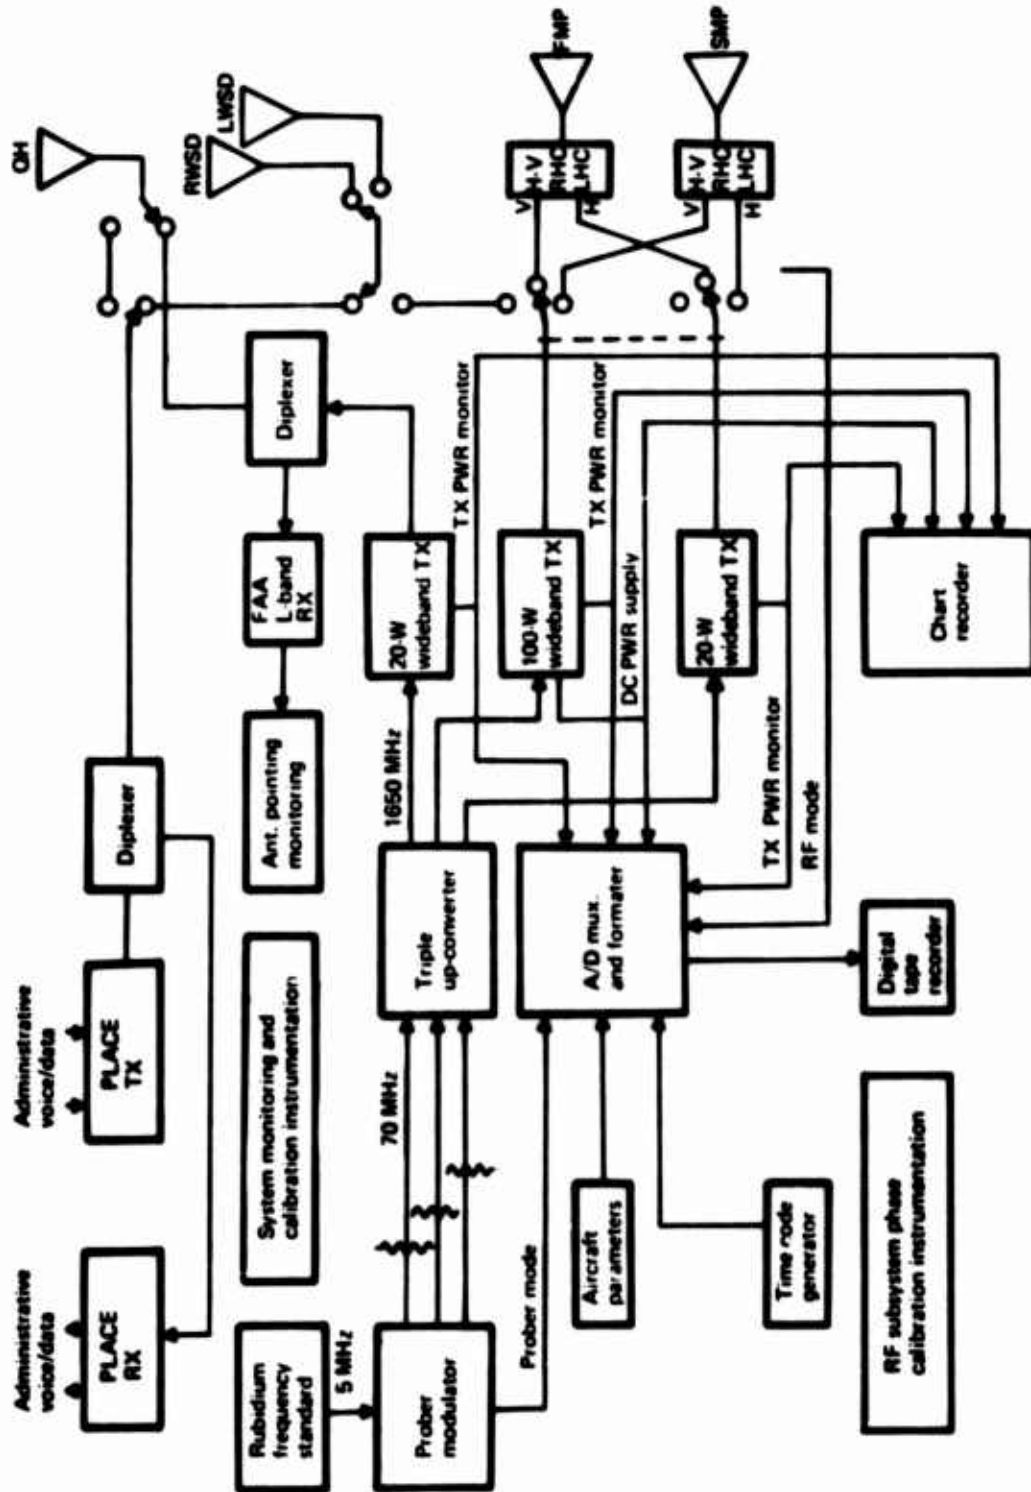 Administrative
voice/data
PLACE
RX
Administrative
voice/data
PLACE
TX
Diplexer
QH
RWSD
LWSD
System monitoring and
calibration instrumentation
Ant. pointing
monitoring
FAA
L-band
RX
Diplexer
Rubidium
frequency
standard
5 MHz
Prober
modulator
70 MHz
Triple
up-converter
1650 MHz
20-W
wideband TX
TX PWR monitor
100-W
wideband TX
TX PWR monitor
DC PWR supply
20-W
wideband TX
V
H-V
RHC
LHC
H
FMP
V
H-V
RHC
LHC
H
SMP
Prober mode
A/D mux.
and formater
Aircraft
parameters
Time code
generator
TX PWR monitor
RF mode
Digital
tape
recorder
Chart
recorder
RF subsystem phase
calibration instrumentation